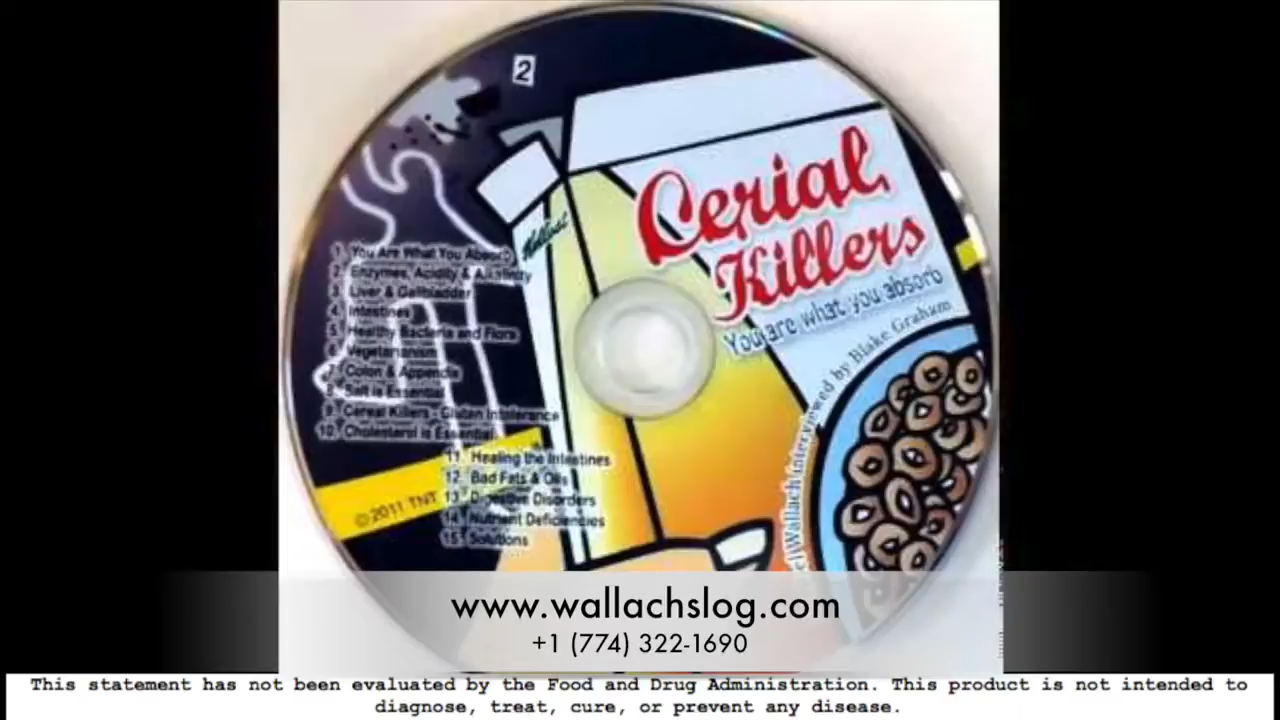 2
Cerial
Killers
You are what you absorb
Wallach interviewed by Blake Graham
1 You Are What You Absorb
2 Enzymes, Acidity & Alkalinity
3 Liver & Gallbladder
4 Intestines
5 Healthy Bacteria and Flora
6 Vegetarianism
7 Colon & Appendix
8 Salt is Essential
9 Cereal Killers - Gluten Intolerance
10 Cholesterol is Essential
11 Healing the Intestines
12 Bad Fats & Oils
13 Digestive Disorders
14 Nutrient Deficiencies
15 Solutions
©2011 TNT
www.wallachslog.com
+1 (774) 322-1690
This statement has not been evaluated by the Food and Drug Administration. This product is not intended to
diagnose, treat, cure, or prevent any disease.